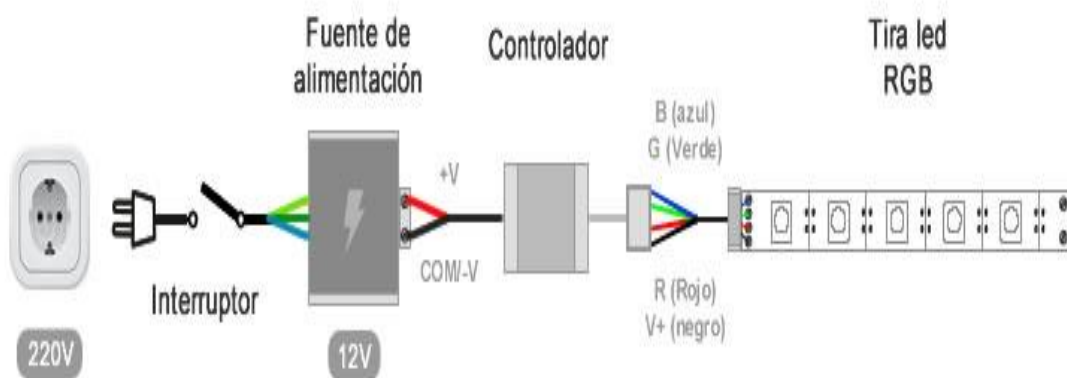 Fuente de
alimentación
Controlador
Tira led
RGB
B (azul)
G (Verde)
+V
COM/-V
Interruptor
R (Rojo)
V+ (negro)
220V
12V